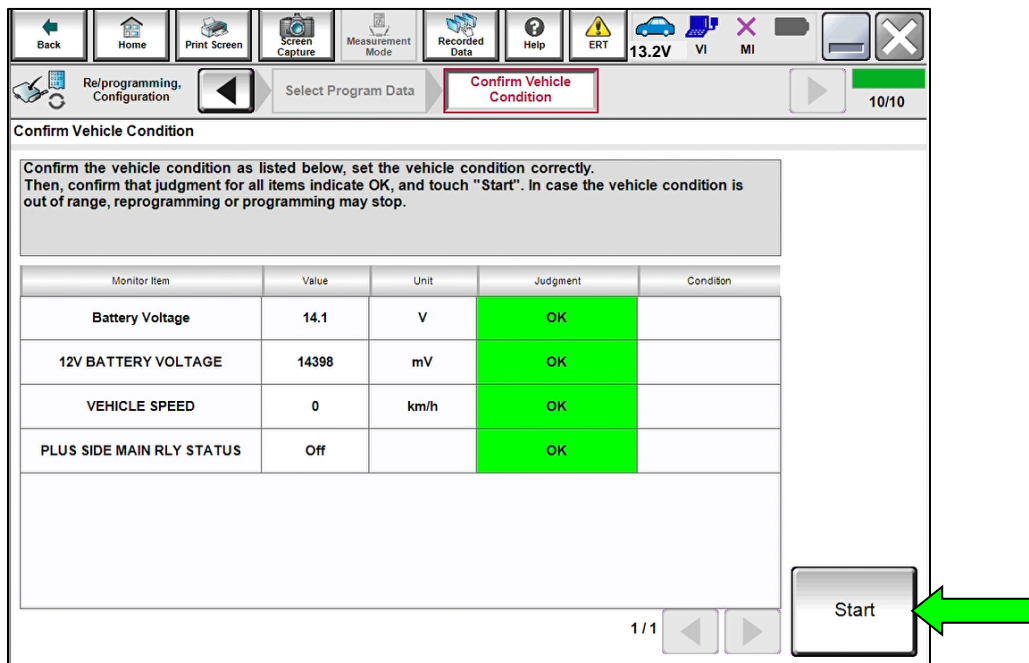 Back
Home
Print Screen
Screen
Capture
Measurement
Mode
Recorded
Data
Help
ERT
13.2V
VI
MI
Re/programming,
Configuration
Select Program Data
Confirm Vehicle
Condition
10/10
Confirm Vehicle Condition
Confirm the vehicle condition as listed below, set the vehicle condition correctly.
Then, confirm that judgment for all items indicate OK, and touch "Start". In case the vehicle condition is
out of range, reprogramming or programming may stop.
Monitor Item Value Unit Judgment Condition
Battery Voltage 14.1 V OK
12V BATTERY VOLTAGE 14398 mV OK
VEHICLE SPEED 0 km/h OK
PLUS SIDE MAIN RLY STATUS Off OK
Start
1/1